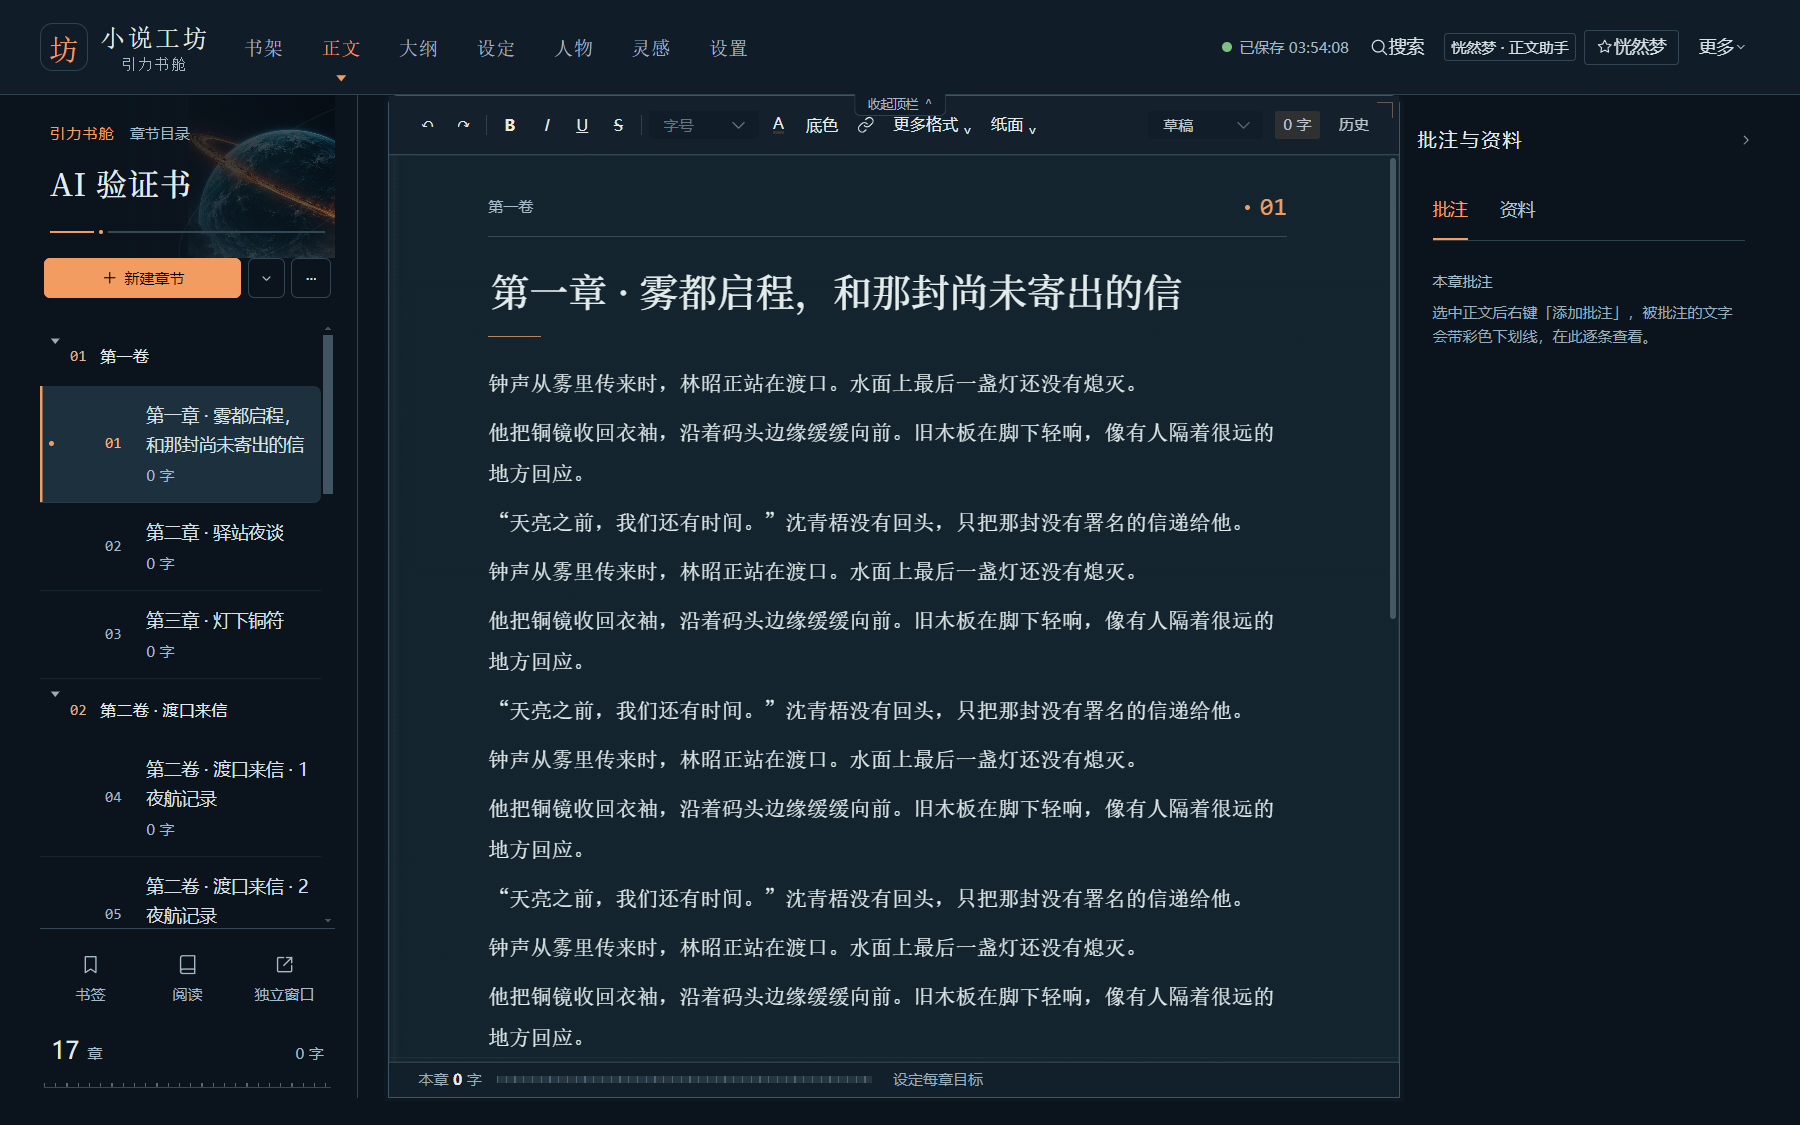 坊
小说工坊
引力书舱
书架
正文
大纲
设定
人物
灵感
设置
已保存 03:54:08
搜索
恍然梦 · 正文助手
恍然梦
更多
引力书舱 章节目录
AI 验证书
新建章节
...
01 第一卷
01 第一章 · 雾都启程,
和那封尚未寄出的信
0 字
02 第二章 · 驿站夜谈
0 字
03 第三章 · 灯下铜符
0 字
02 第二卷 · 渡口来信
04 第二卷 · 渡口来信 · 1
夜航记录
0 字
05 第二卷 · 渡口来信 · 2
夜航记录
书签
阅读
独立窗口
17 章
0 字
收起顶栏 ^
B I U S 字号 A 底色 更多格式 纸面 草稿 0 字 历史
第一卷
01
第一章 · 雾都启程，和那封尚未寄出的信
钟声从雾里传来时，林昭正站在渡口。水面上最后一盏灯还没有熄灭。
他把铜镜收回衣袖，沿着码头边缘缓缓向前。旧木板在脚下轻响，像有人隔着很远的
地方回应。
“天亮之前，我们还有时间。”沈青梧没有回头，只把那封没有署名的信递给他。
钟声从雾里传来时，林昭正站在渡口。水面上最后一盏灯还没有熄灭。
他把铜镜收回衣袖，沿着码头边缘缓缓向前。旧木板在脚下轻响，像有人隔着很远的
地方回应。
“天亮之前，我们还有时间。”沈青梧没有回头，只把那封没有署名的信递给他。
钟声从雾里传来时，林昭正站在渡口。水面上最后一盏灯还没有熄灭。
他把铜镜收回衣袖，沿着码头边缘缓缓向前。旧木板在脚下轻响，像有人隔着很远的
地方回应。
“天亮之前，我们还有时间。”沈青梧没有回头，只把那封没有署名的信递给他。
钟声从雾里传来时，林昭正站在渡口。水面上最后一盏灯还没有熄灭。
他把铜镜收回衣袖，沿着码头边缘缓缓向前。旧木板在脚下轻响，像有人隔着很远的
地方回应。
本章 0 字
设定每章目标
批注与资料
批注
资料
本章批注
选中正文后右键「添加批注」，被批注的文字
会带彩色下划线，在此逐条查看。